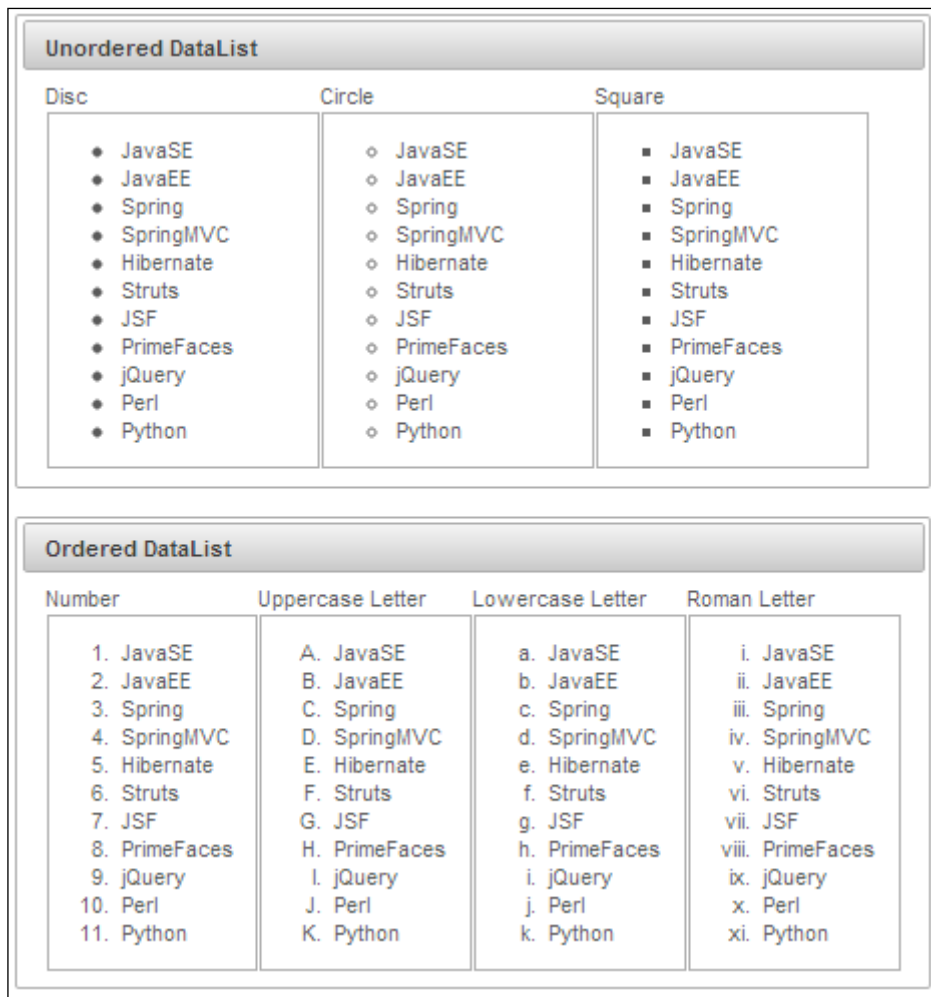 Unordered DataList
Disc Circle Square
• JavaSE ○ JavaSE ▪ JavaSE
• JavaEE ○ JavaEE ▪ JavaEE
• Spring ○ Spring ▪ Spring
• SpringMVC ○ SpringMVC ▪ SpringMVC
• Hibernate ○ Hibernate ▪ Hibernate
• Struts ○ Struts ▪ Struts
• JSF ○ JSF ▪ JSF
• PrimeFaces ○ PrimeFaces ▪ PrimeFaces
• jQuery ○ jQuery ▪ jQuery
• Perl ○ Perl ▪ Perl
• Python ○ Python ▪ Python
Ordered DataList
Number Uppercase Letter Lowercase Letter Roman Letter
1. JavaSE A. JavaSE a. JavaSE i. JavaSE
2. JavaEE B. JavaEE b. JavaEE ii. JavaEE
3. Spring C. Spring c. Spring iii. Spring
4. SpringMVC D. SpringMVC d. SpringMVC iv. SpringMVC
5. Hibernate E. Hibernate e. Hibernate v. Hibernate
6. Struts F. Struts f. Struts vi. Struts
7. JSF G. JSF g. JSF vii. JSF
8. PrimeFaces H. PrimeFaces h. PrimeFaces viii. PrimeFaces
9. jQuery I. jQuery i. jQuery ix. jQuery
10. Perl J. Perl j. Perl x. Perl
11. Python K. Python k. Python xi. Python